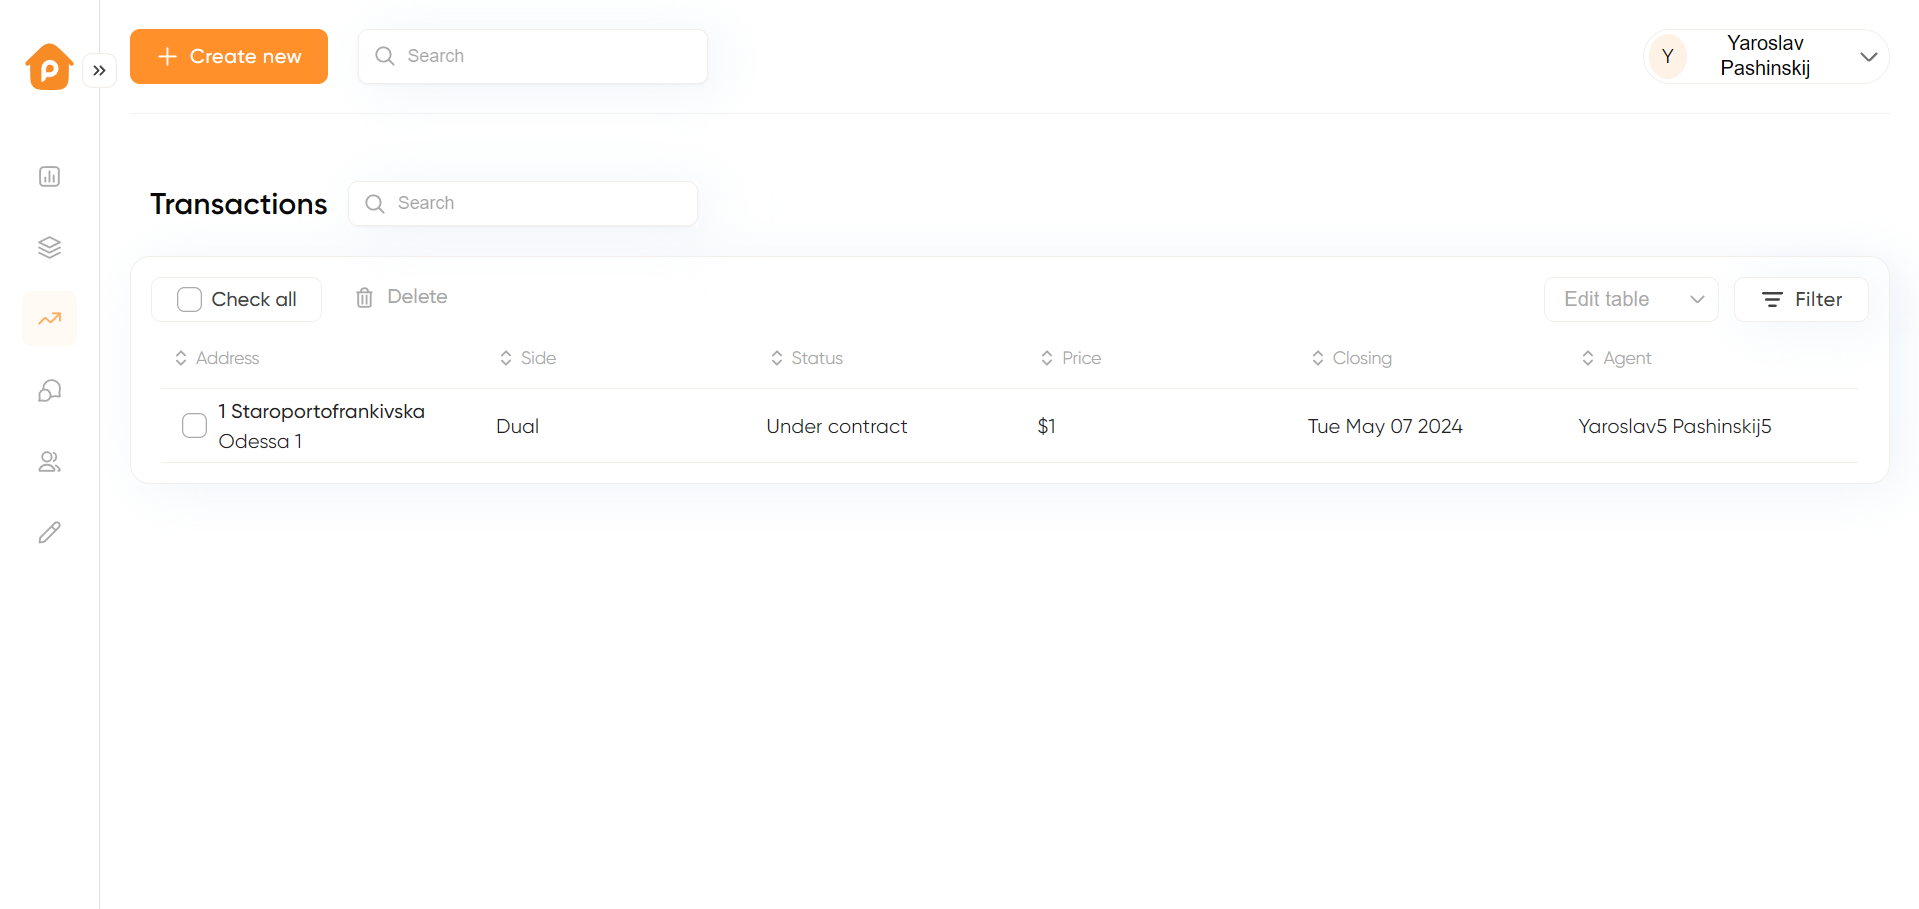 Create new
Search
Y
Yaroslav
Pashinskij
Transactions
Search
Check all
Delete
Edit table
Filter
Address
Side
Status
Price
Closing
Agent
1 Staroportofrankivska
Odessa 1
Dual
Under contract
$1
Tue May 07 2024
Yaroslav5 Pashinskij5